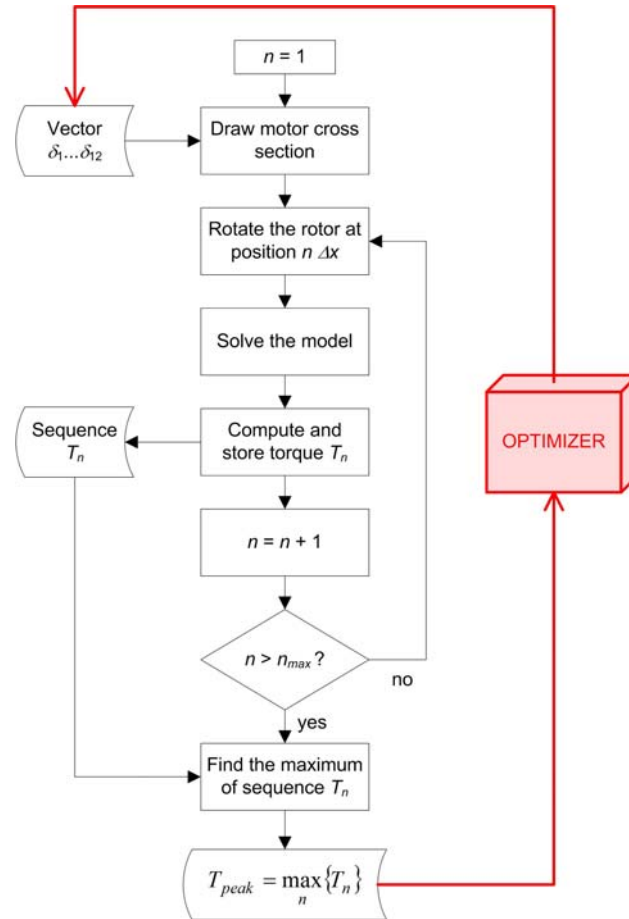 n = 1
Vector
δ1...δ12
Draw motor cross
section
Rotate the rotor at
position n Δx
Solve the model
Sequence
Tn
Compute and
store torque Tn
OPTIMIZER
n = n + 1
n > nmax ?
no
yes
Find the maximum
of sequence Tn
Tpeak = max{Tn}
n